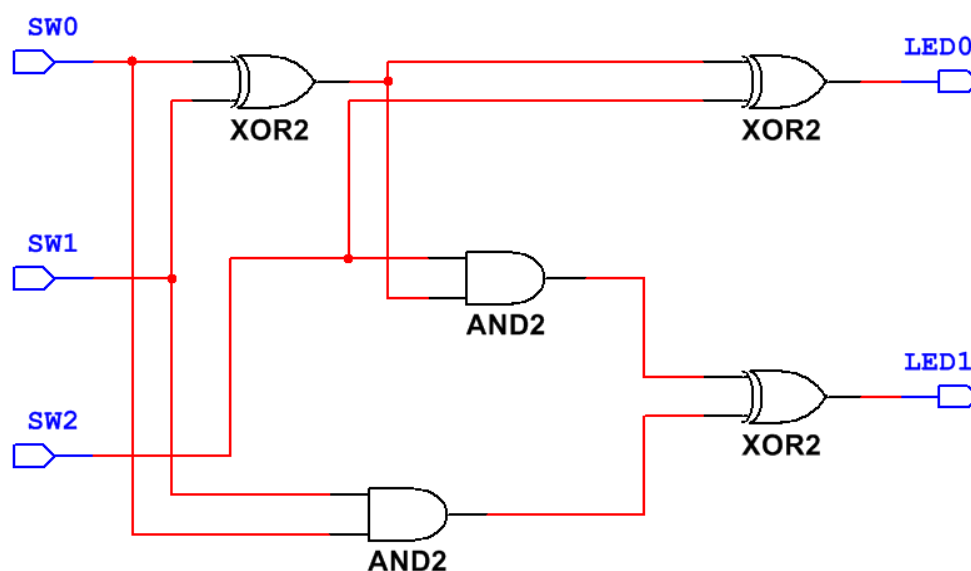 SW0
LED0
XOR2
XOR2
SW1
AND2
LED1
SW2
XOR2
AND2